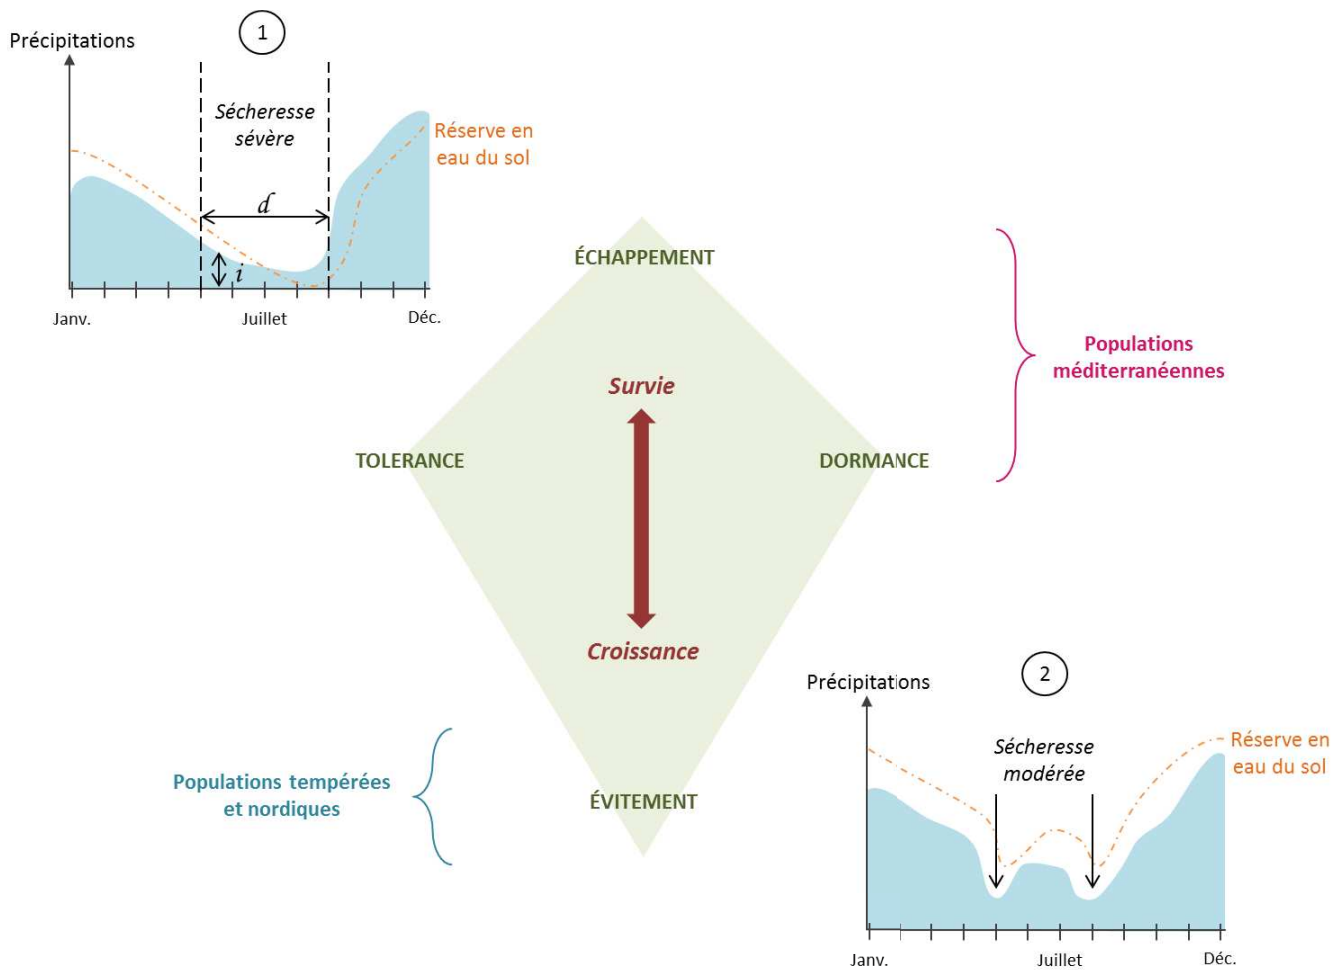 1
Précipitations
Sécheresse
sévère
Réserve en
eau du sol
d
i
Janv.
Juillet
Déc.
ÉCHAPPEMENT
Populations
méditerranéennes
Survie
TOLERANCE
DORMANCE
Croissance
2
Précipitations
Sécheresse
modérée
Réserve en
eau du sol
Populations tempérées
et nordiques
ÉVITEMENT
Janv.
Juillet
Déc.